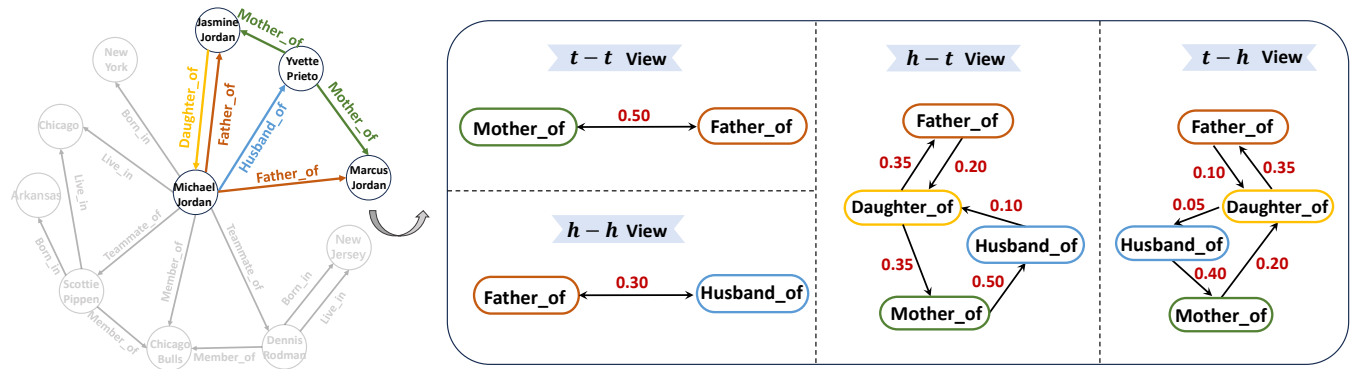 Jasmine
Jordan
Mother_of
Yvette
Prieto
New
York
Daughter_of
Father_of
Husband_of
Mother_of
Born_in
Chicago
Live_in
Father_of
Marcus
Jordan
Michael
Jordan
Arkansas
Live_in
Teammate_of
Member_of
Teammate_of
New
Jersey
Born_in
Scottie
Pippen
Born_in
Live_in
Member_of
Chicago
Bulls
Member_of
Dennis
Rodman
t − t View
Mother_of
0.50
Father_of
h − h View
Father_of
0.30
Husband_of
h − t View
Father_of
0.35
0.20
Daughter_of
0.10
Husband_of
0.35
0.50
Mother_of
t − h View
Father_of
0.10
0.35
Daughter_of
0.05
Husband_of
0.40
0.20
Mother_of